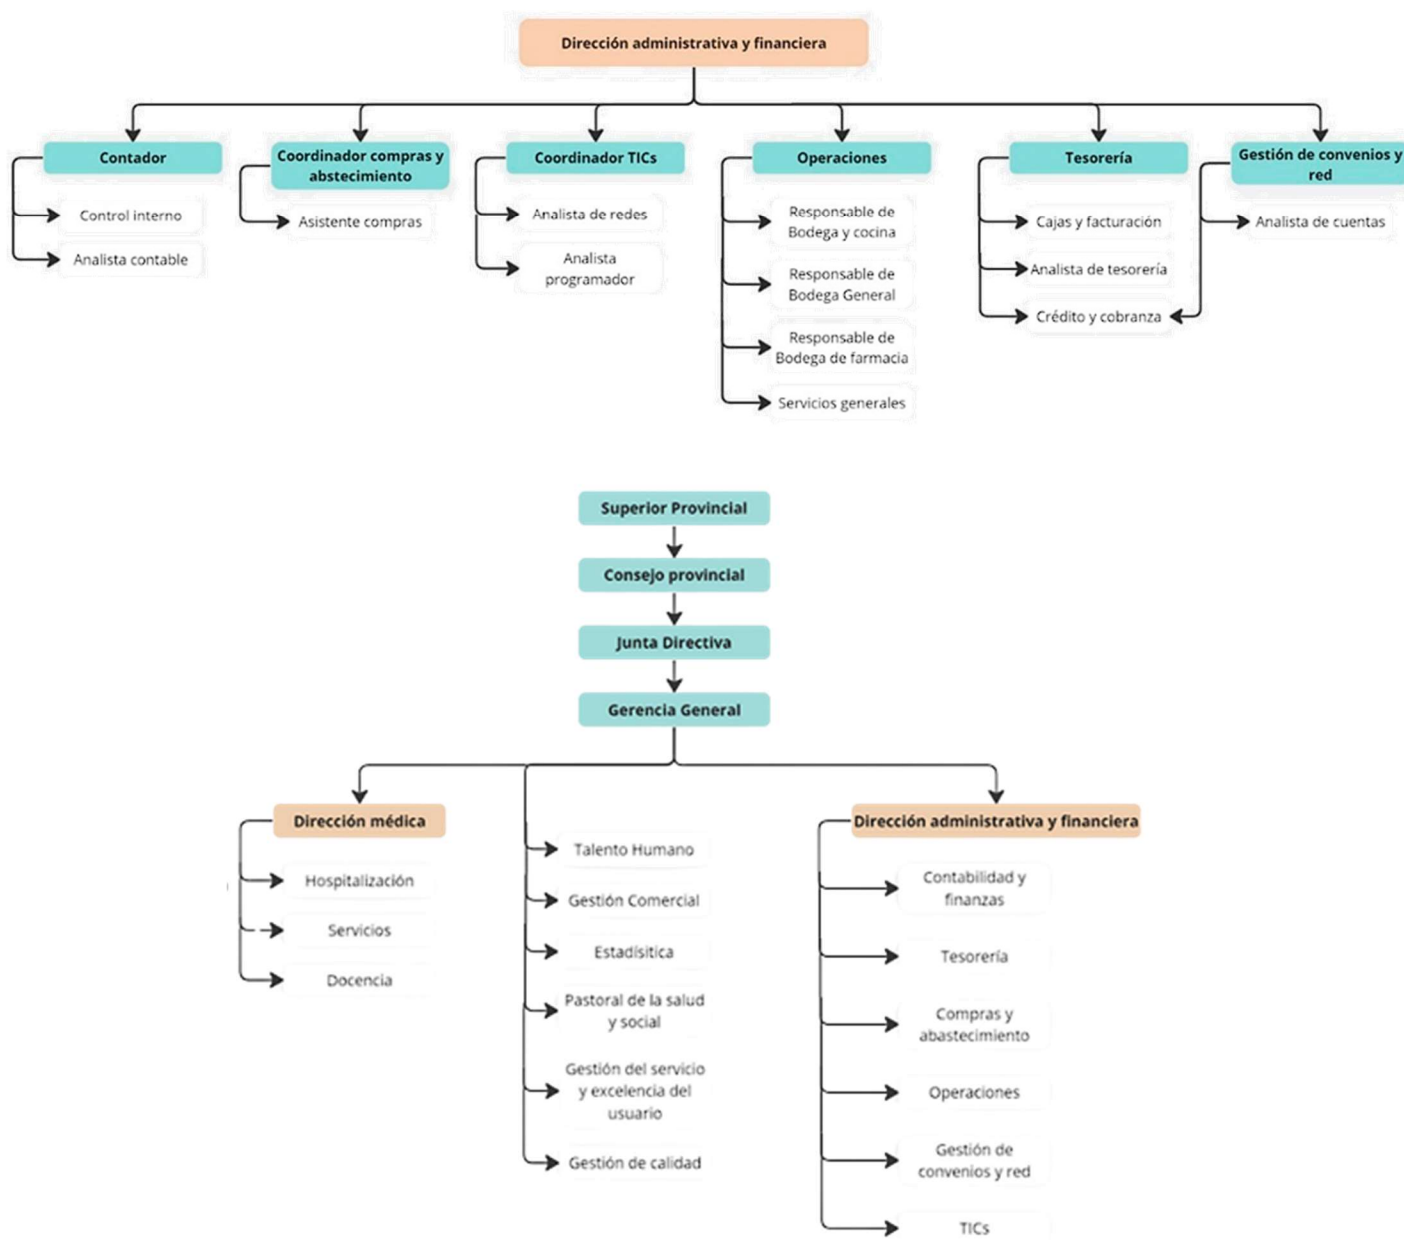 Dirección administrativa y financiera
Contador
Control interno
Analista contable
Coordinador compras y
abstecimiento
Asistente compras
Coordinador TICs
Analista de redes
Analista
programador
Operaciones
Responsable de
Bodega y cocina
Responsable de
Bodega General
Responsable de
Bodega de farmacia
Servicios generales
Tesorería
Cajas y facturación
Analista de tesorería
Crédito y cobranza
Gestión de convenios y
red
Analista de cuentas
Superior Provincial
Consejo provincial
Junta Directiva
Gerencia General
Dirección médica
Hospitalización
Servicios
Docencia
Talento Humano
Gestión Comercial
Estadísitica
Pastoral de la salud
y social
Gestión del servicio
y excelencia del
usuario
Gestión de calidad
Dirección administrativa y financiera
Contabilidad y
finanzas
Tesorería
Compras y
abastecimiento
Operaciones
Gestión de
convenios y red
TICs